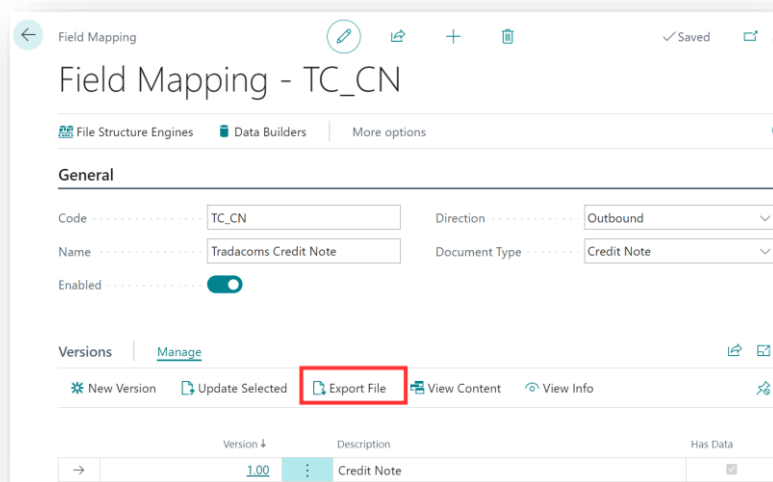 Field Mapping
Saved
Field Mapping - TC_CN
File Structure Engines Data Builders More options
General
Code TC_CN Direction Outbound
Name Tradacoms Credit Note Document Type Credit Note
Enabled
Versions Manage
New Version Update Selected Export File View Content View Info
Version ↓ Description Has Data
1.00 Credit Note